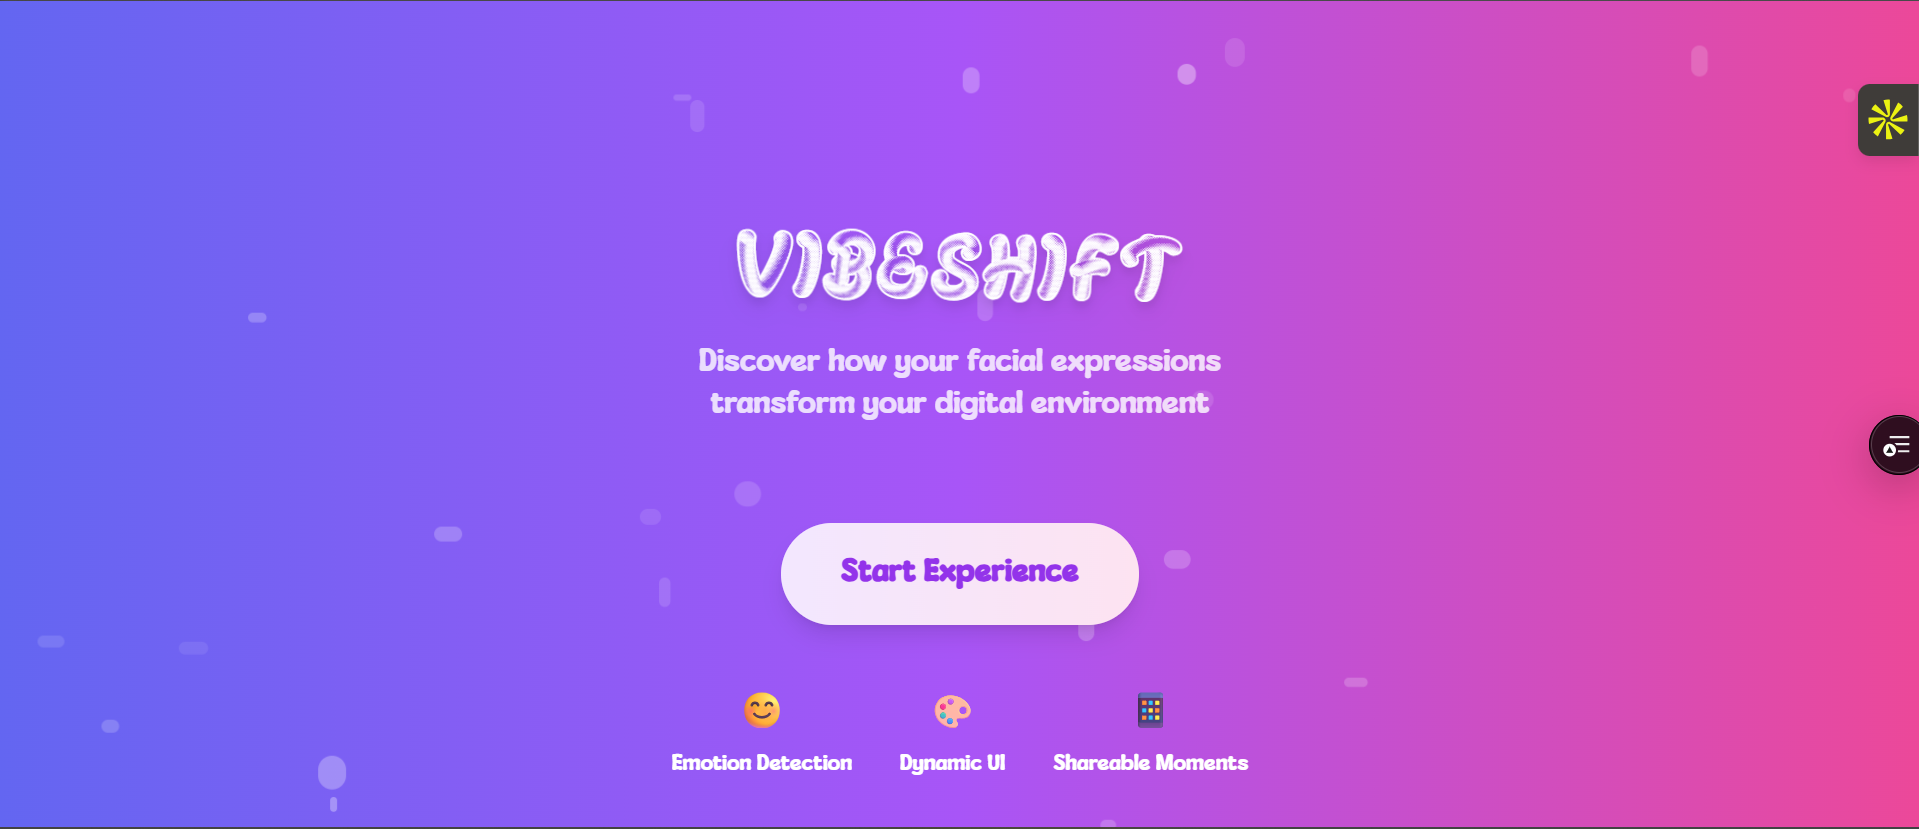 VIBESHIFT
Discover how your facial expressions
transform your digital environment
Start Experience
Emotion Detection
Dynamic UI
Shareable Moments